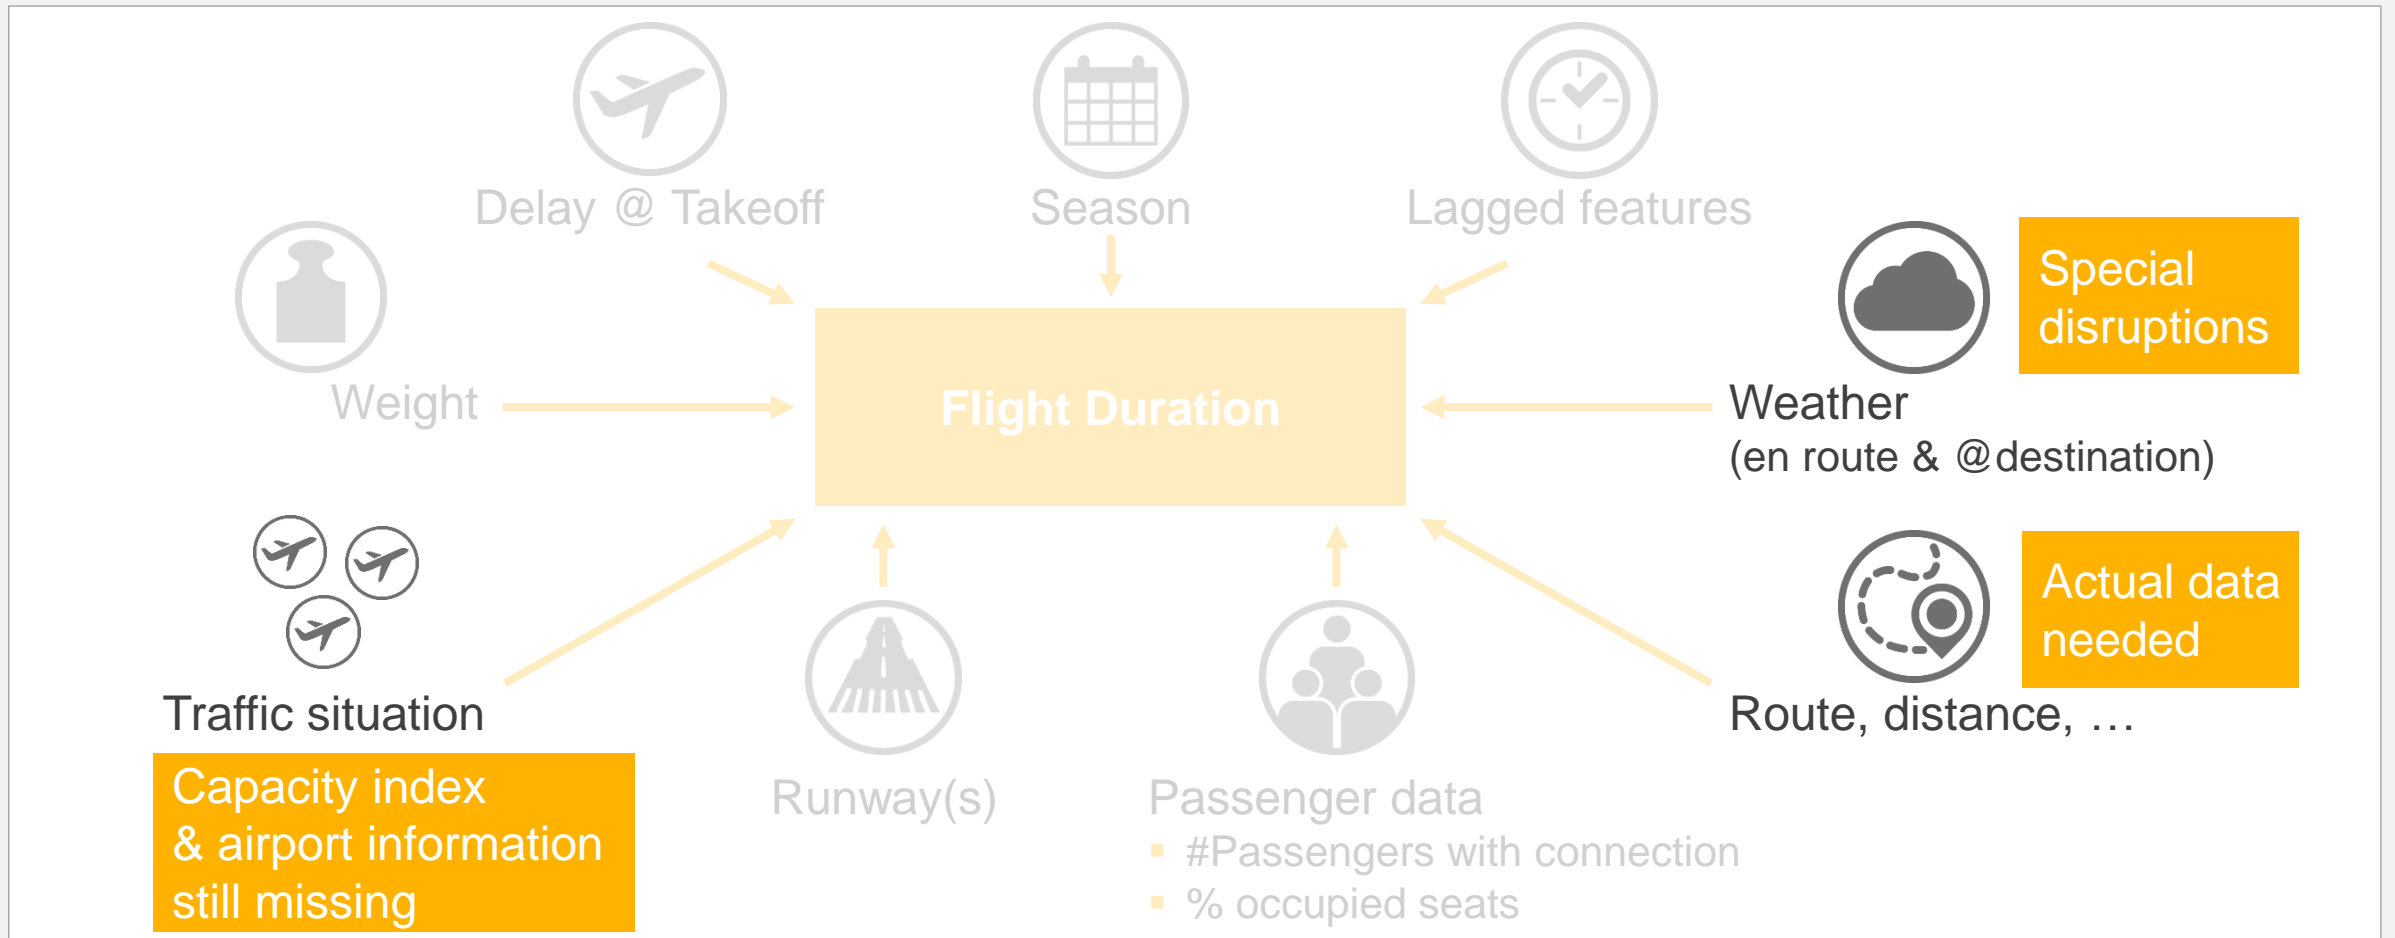 Delay @ Takeoff
Season
Lagged features
Weight
Flight Duration
Special
disruptions
Weather
(en route & @destination)
Traffic situation
Capacity index
& airport information
still missing
Runway(s)
Passenger data
#Passengers with connection
% occupied seats
Actual data
needed
Route, distance, …